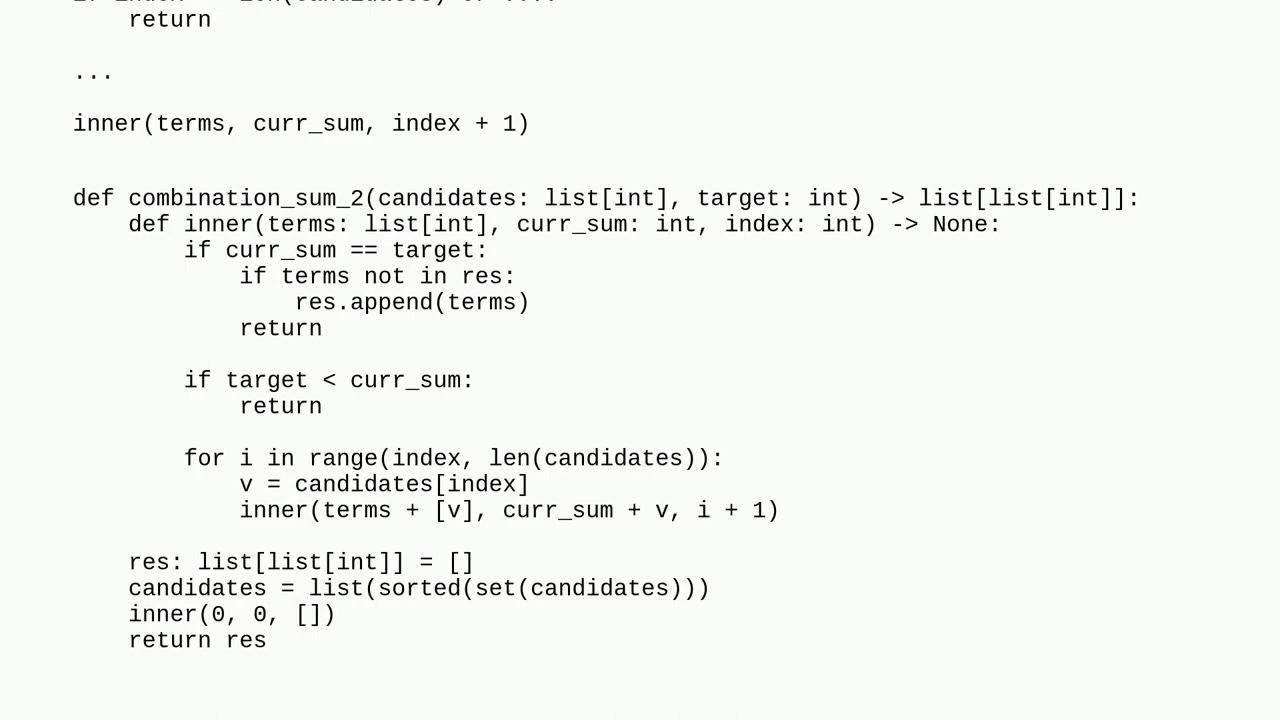 return
...
inner(terms, curr_sum, index + 1)
def combination_sum_2(candidates: list[int], target: int) -> list[list[int]]:
    def inner(terms: list[int], curr_sum: int, index: int) -> None:
        if curr_sum == target:
            if terms not in res:
                res.append(terms)
            return
        if target < curr_sum:
            return
        for i in range(index, len(candidates)):
            v = candidates[index]
            inner(terms + [v], curr_sum + v, i + 1)
    res: list[list[int]] = []
    candidates = list(sorted(set(candidates)))
    inner(0, 0, [])
    return res